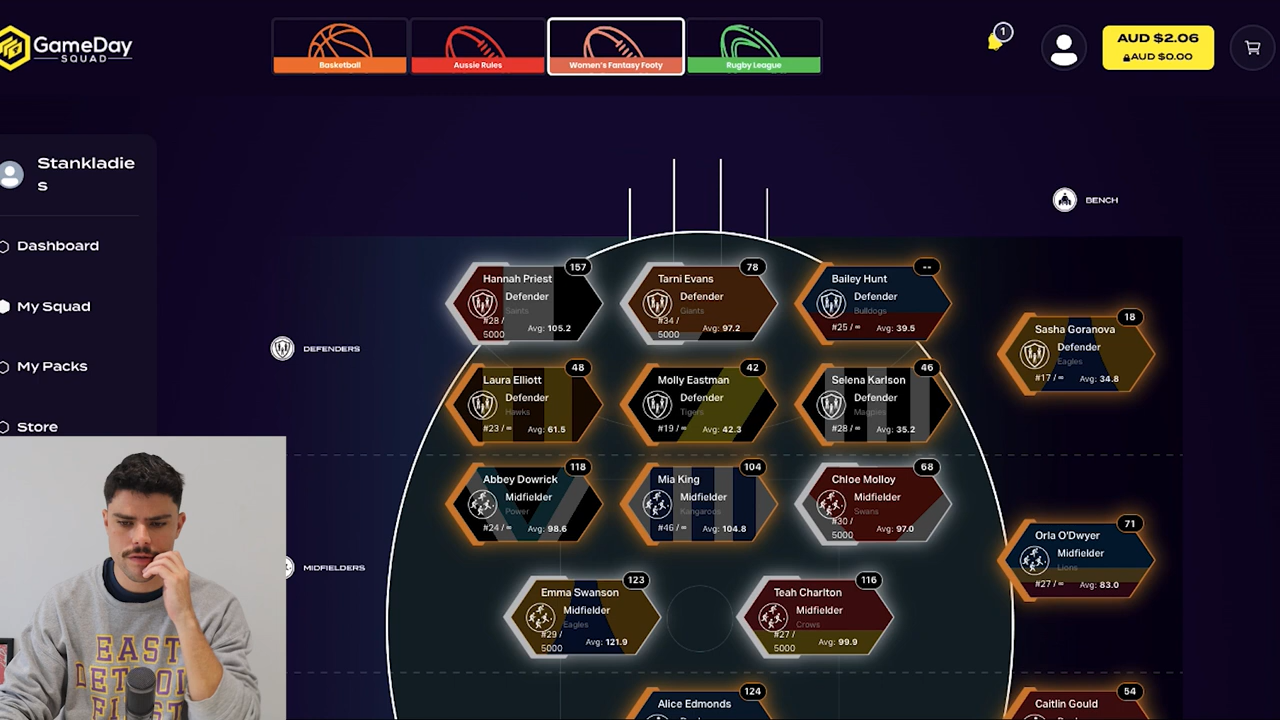 GameDay
SQUAD
Basketball
Aussie Rules
Women's Fantasy Footy
Rugby League
1
AUD $2.06
AUD $0.00
Stankladie
s
Dashboard
My Squad
My Packs
Store
BENCH
DEFENDERS
Hannah Priest
157
Defender
Saints
#28 /
5000
Avg: 105.2
Tarni Evans
78
Defender
Giants
#34 /
5000
Avg: 97.2
Bailey Hunt
--
Defender
Bulldogs
#25 / ∞
Avg: 39.5
Sasha Goranova
18
Defender
Eagles
#17 / ∞
Avg: 34.8
Laura Elliott
48
Defender
Hawks
#23 / ∞
Avg: 61.5
Molly Eastman
42
Defender
Tigers
#19 / ∞
Avg: 42.3
Selena Karlson
46
Defender
Magpies
#28 / ∞
Avg: 35.2
MIDFIELDERS
Abbey Dowrick
118
Midfielder
Power
#24 / ∞
Avg: 98.6
Mia King
104
Midfielder
Kangaroos
#46 / ∞
Avg: 104.8
Chloe Molloy
68
Midfielder
Swans
#30 /
5000
Avg: 97.0
Orla O'Dwyer
71
Midfielder
Lions
#27 / ∞
Avg: 83.0
Emma Swanson
123
Midfielder
Eagles
#29 /
5000
Avg: 121.9
Teah Charlton
116
Midfielder
Crows
#27 /
5000
Avg: 99.9
Alice Edmonds
124
Caitlin Gould
54
EAST
DETROIT
FIRST